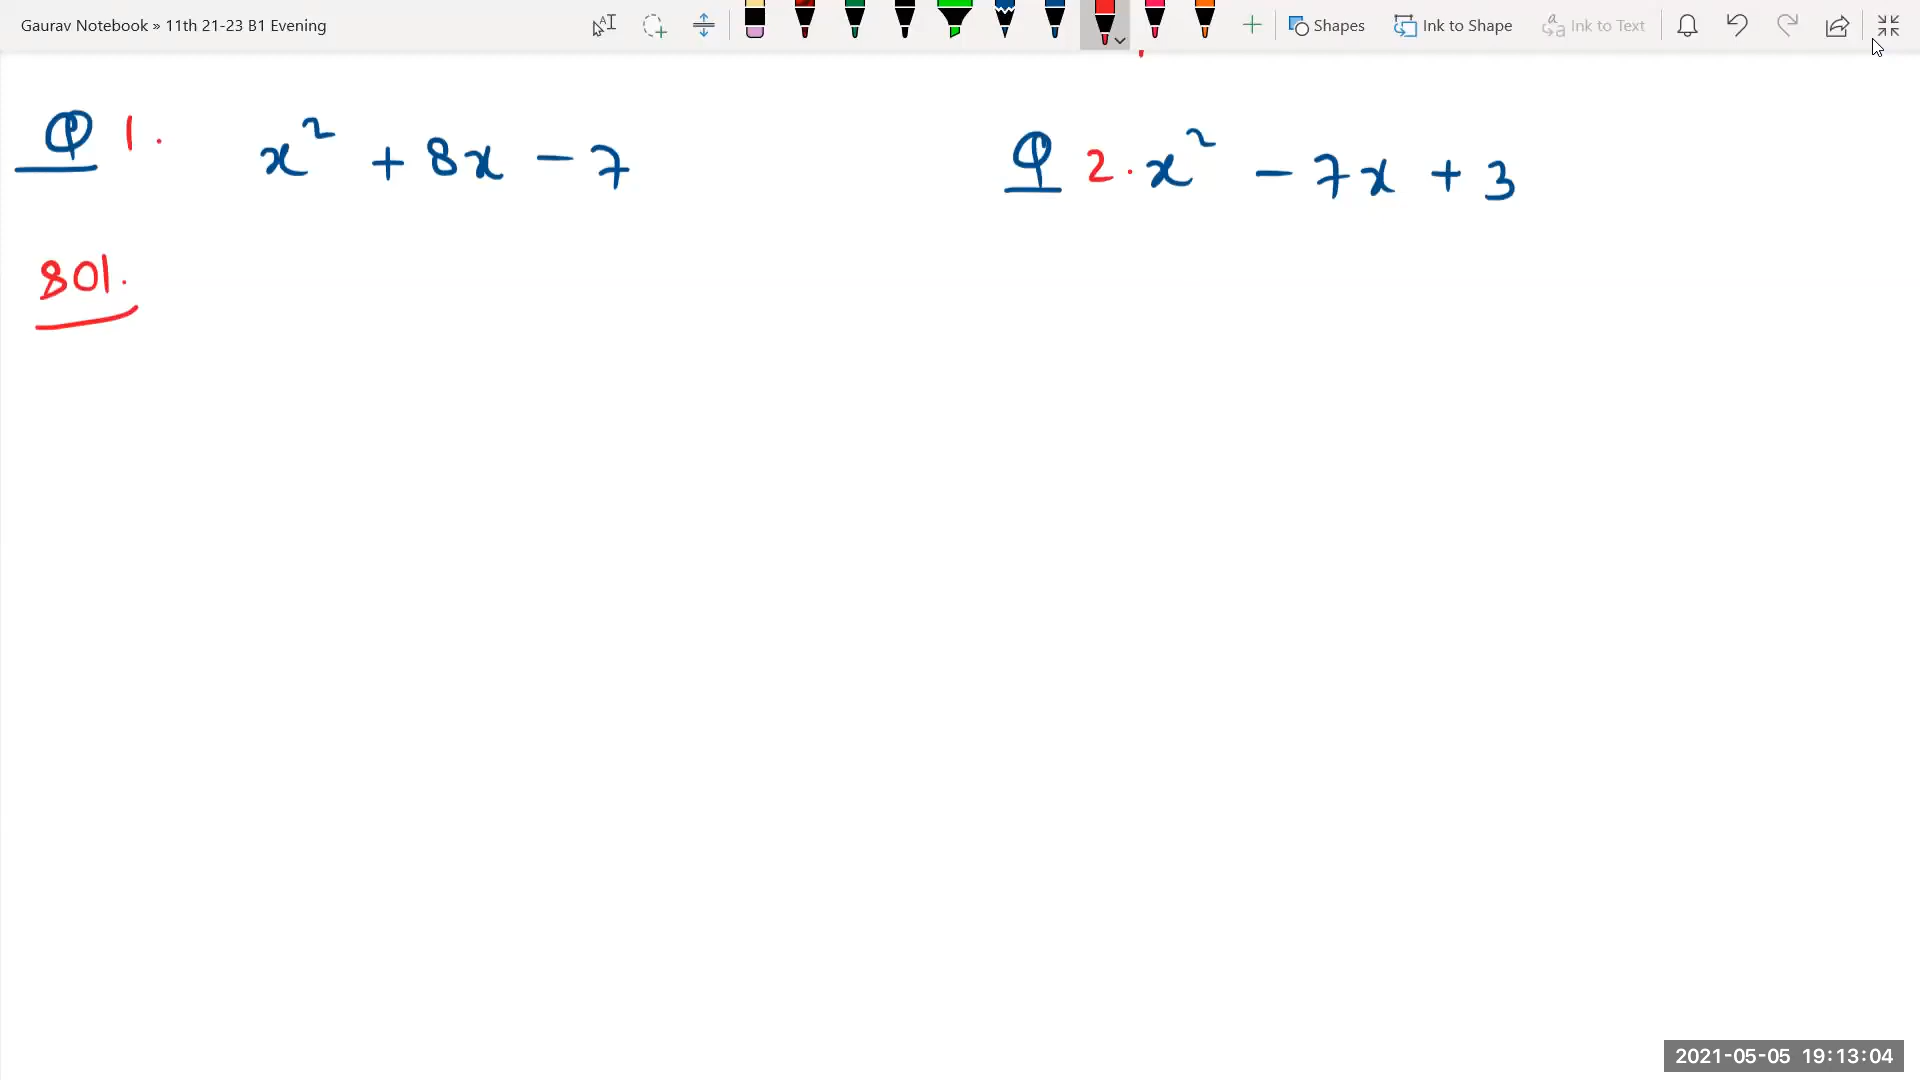 Gaurav Notebook » 11th 21-23 B1 Evening
Shapes
Ink to Shape
Ink to Text
Q 1. x² + 8x - 7
Q 2. x² - 7x + 3
Sol.
2021-05-05 19:13:04